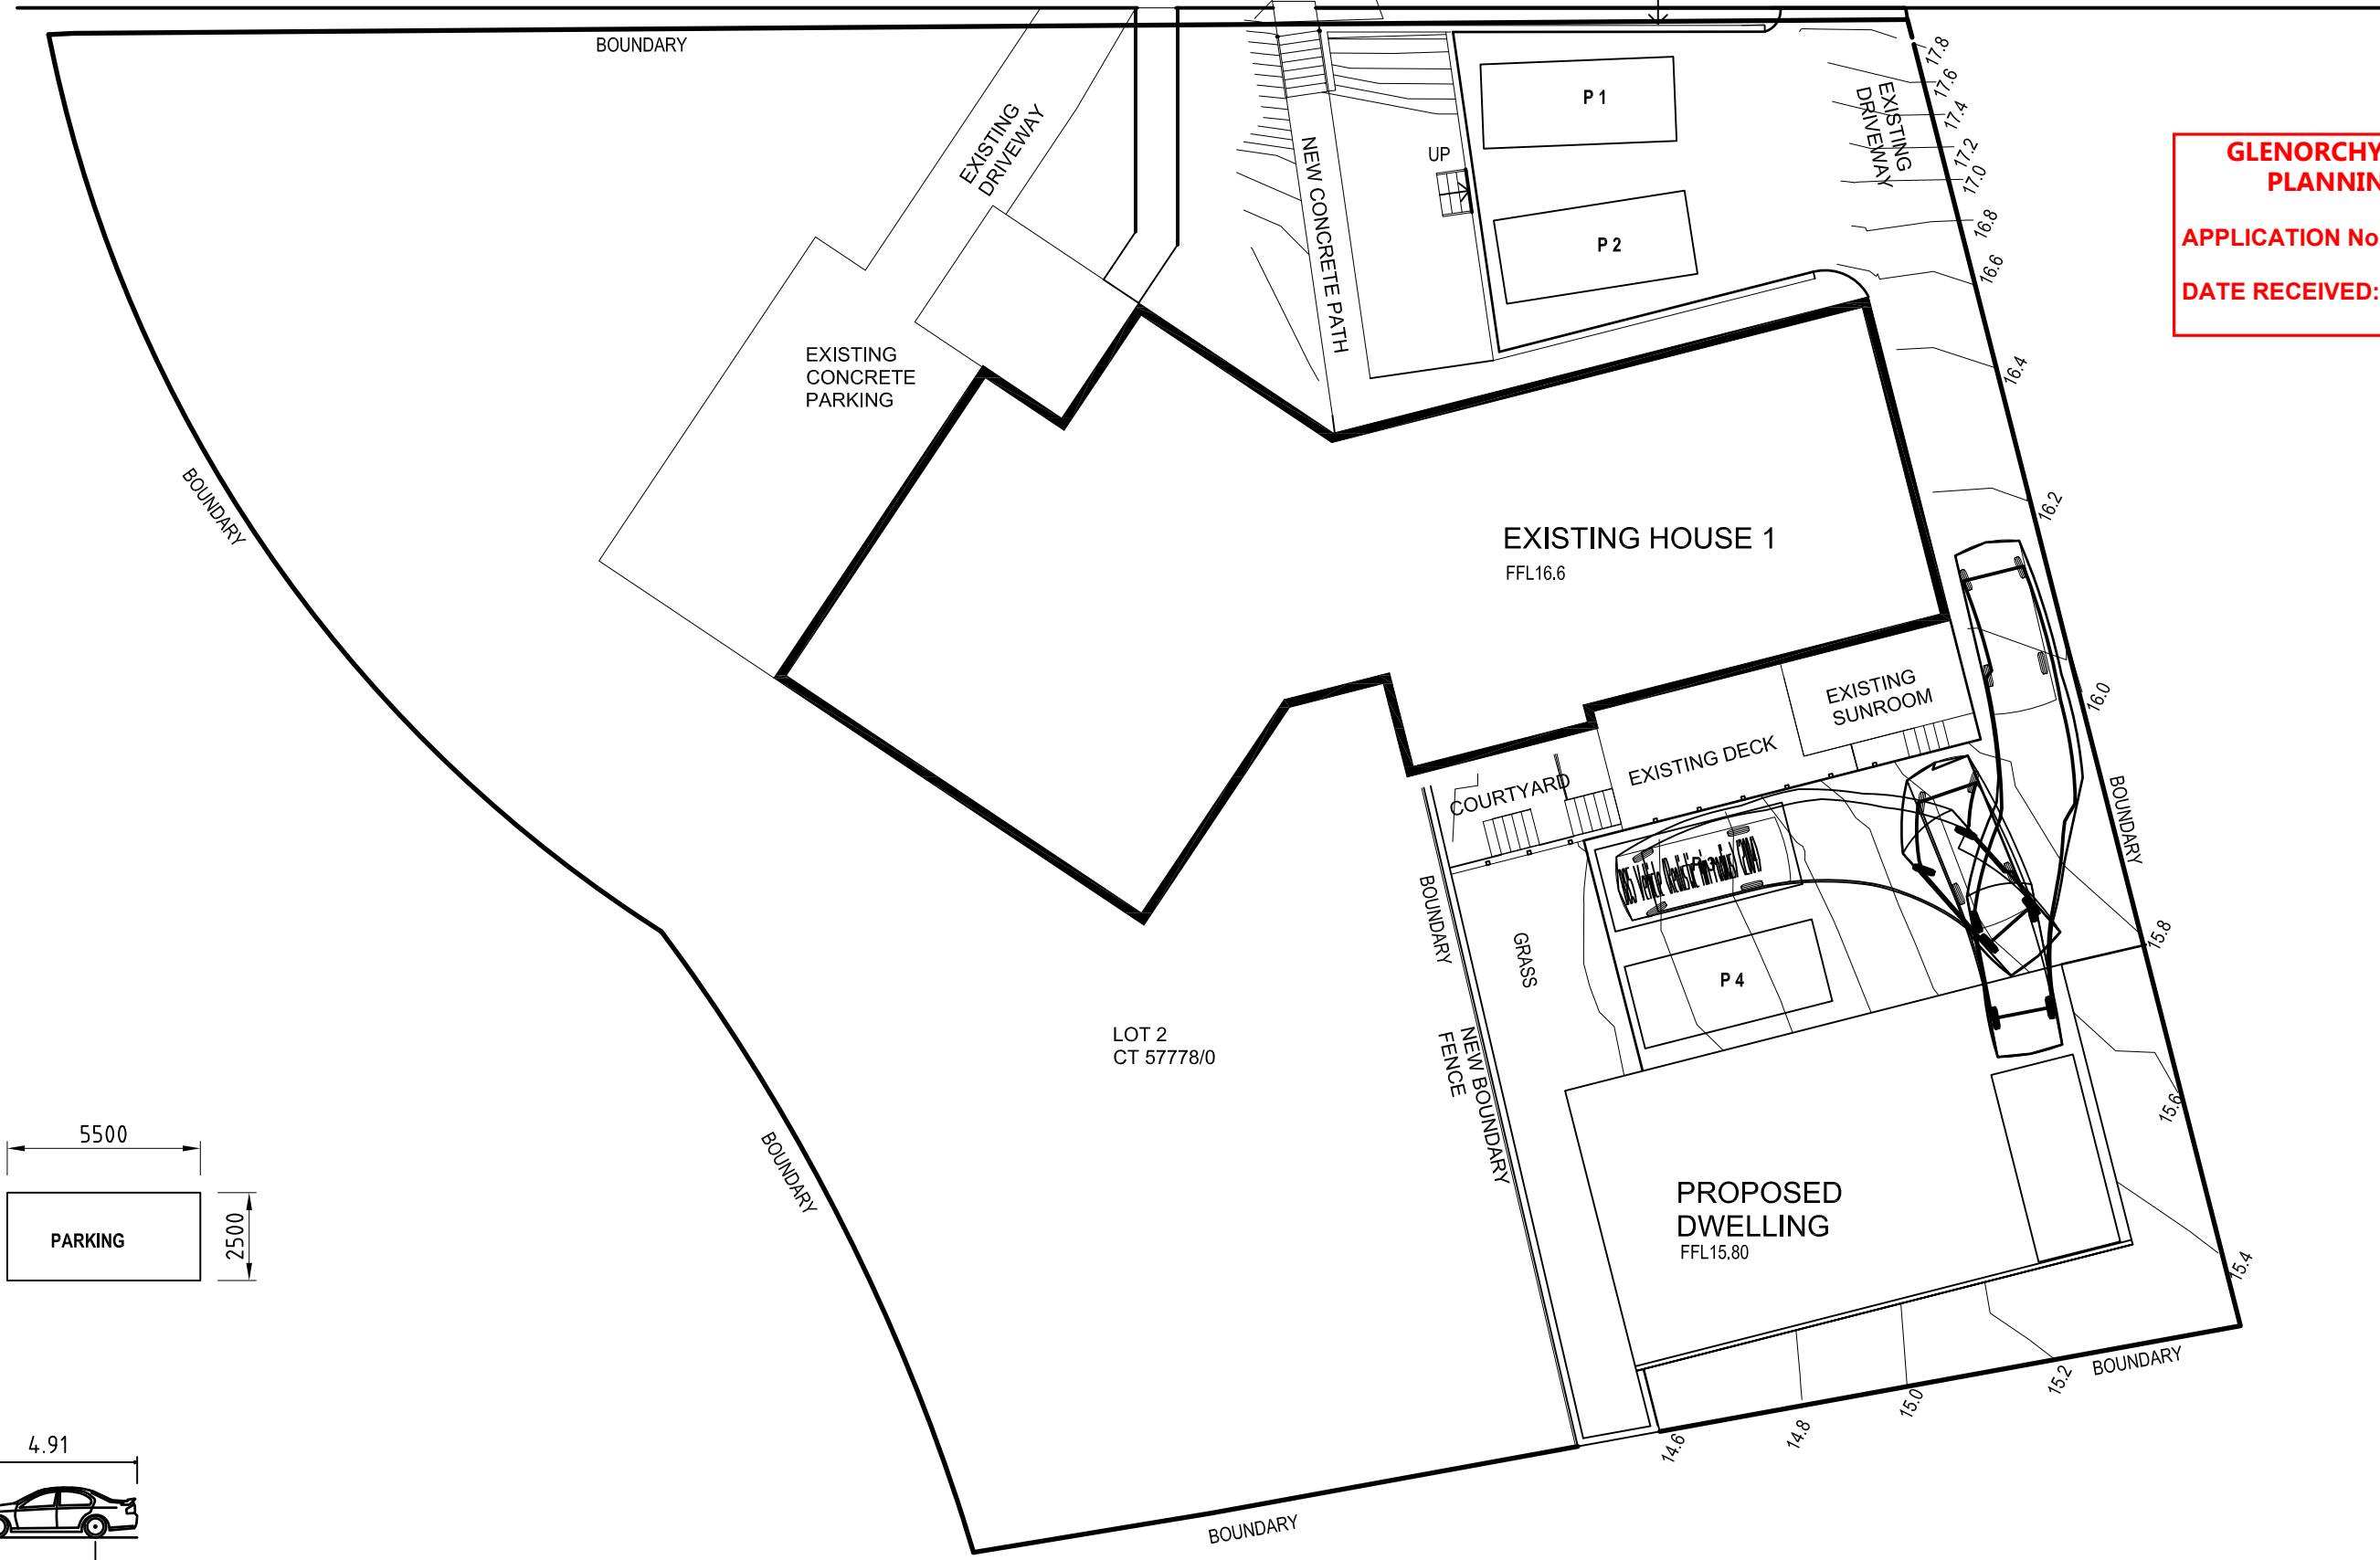 BOUNDARY
EXISTING
DRIVEWAY
NEW CONCRETE PATH
UP
P 1
P 2
EXISTING
DRIVEWAY
17.8
17.6
17.4
17.2
17.0
16.8
16.6
16.4
16.2
16.0
15.8
15.6
15.4
15.2
15.0
14.8
14.6
GLENORCHY
PLANNIN
APPLICATION No
DATE RECEIVED:
EXISTING
CONCRETE
PARKING
BOUNDARY
EXISTING HOUSE 1
FFL16.6
EXISTING
SUNROOM
EXISTING DECK
COURTYARD
BOUNDARY
BOUNDARY
GRASS
P 4
NEW BOUNDARY
FENCE
LOT 2
CT 57778/0
BOUNDARY
PROPOSED
DWELLING
FFL15.80
BOUNDARY
BOUNDARY
5500
2500
PARKING
4.91